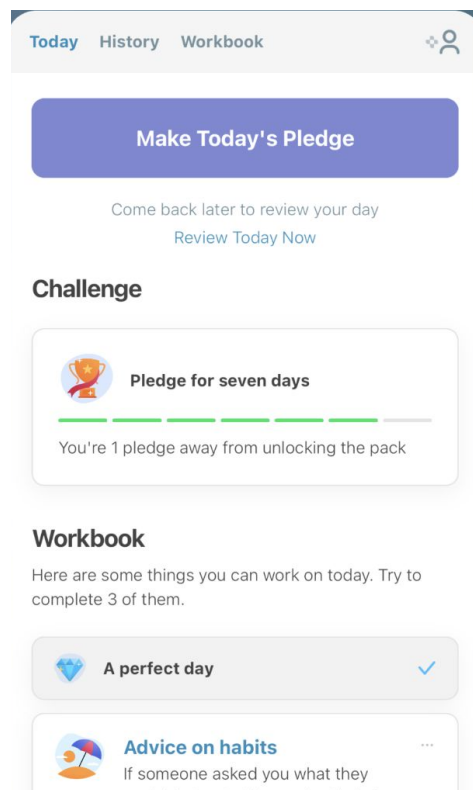 Today History Workbook
Make Today's Pledge
Come back later to review your day
Review Today Now
Challenge
Pledge for seven days
You're 1 pledge away from unlocking the pack
Workbook
Here are some things you can work on today. Try to
complete 3 of them.
A perfect day
Advice on habits
If someone asked you what they